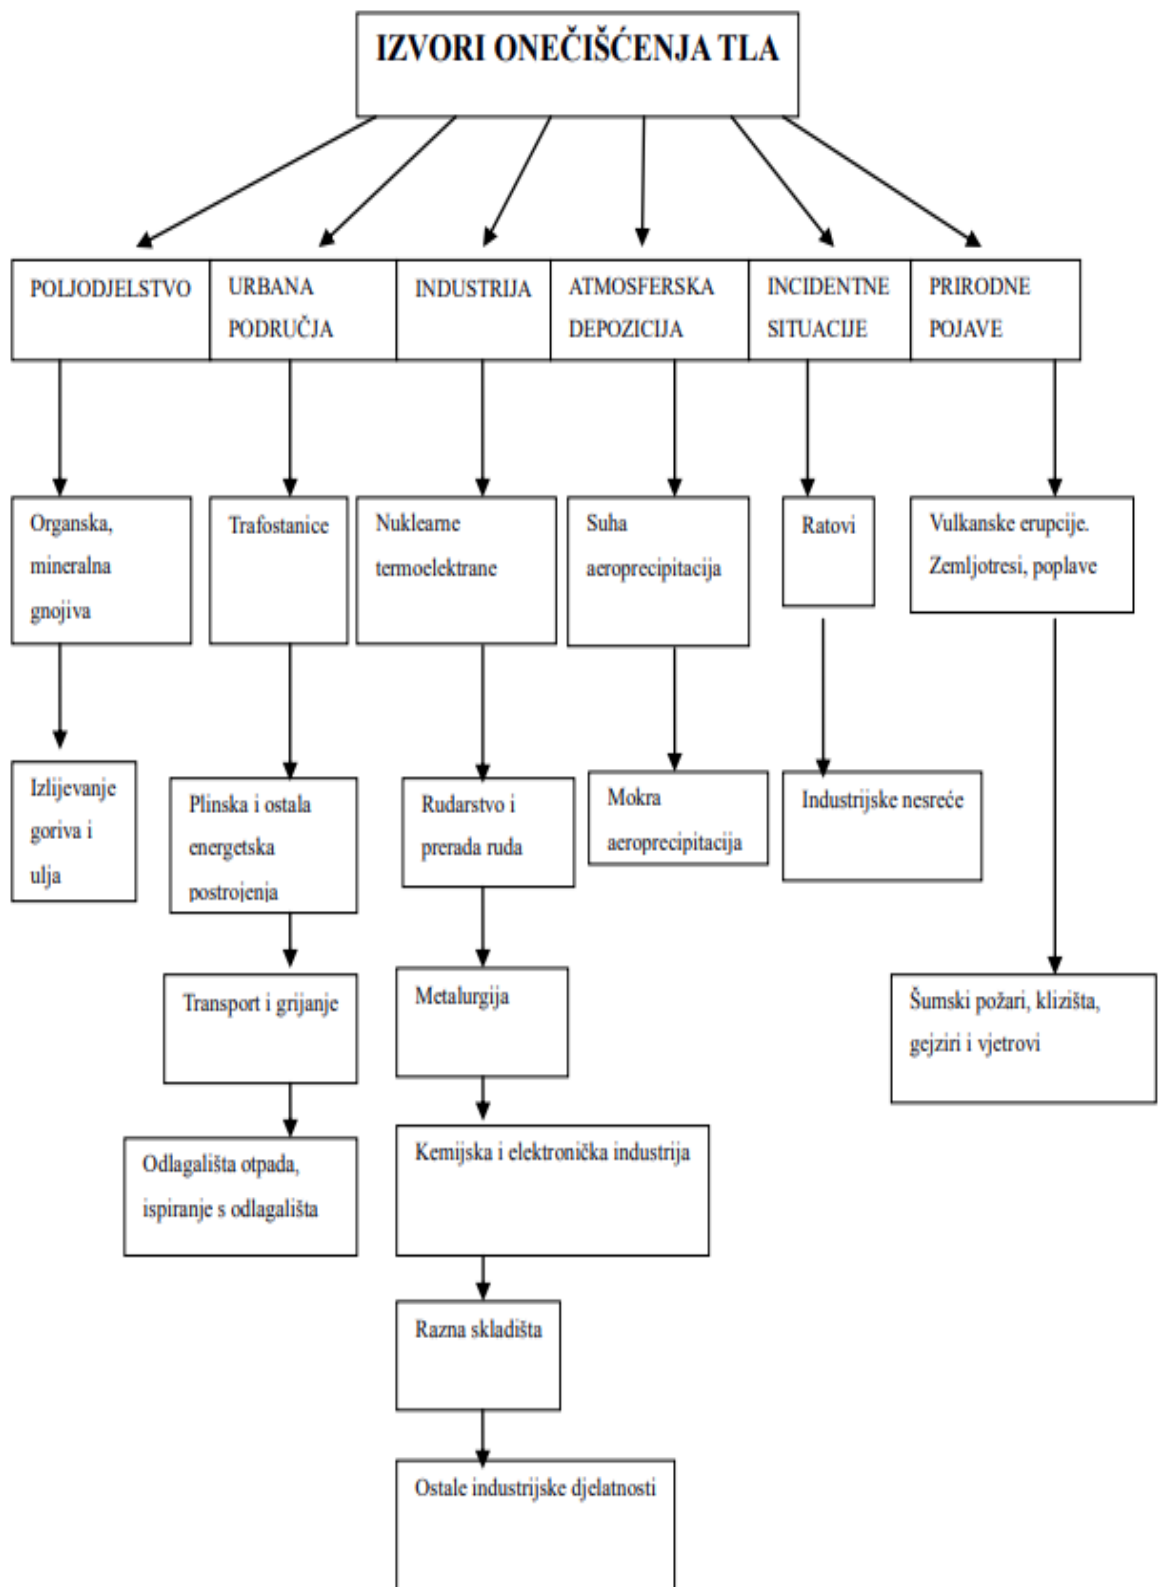 IZVORI ONEČIŠĆENJA TLA
POLJODJELSTVO
URBANA
PODRUČJA
INDUSTRIJA
ATMOSFERSKA
DEPOZICIJA
INCIDENTNE
SITUACIJE
PRIRODNE
POJAVE
Organska,
mineralna
gnojiva
Trafostanice
Nuklearne
termoelektrane
Suha
aeroprecipitacija
Ratovi
Vulkanske erupcije.
Zemljotresi, poplave
Izlijevanje
goriva i
ulja
Plinska i ostala
energetska
postrojenja
Rudarstvo i
prerada ruda
Mokra
aeroprecipitacija
Industrijske nesreće
Transport i grijanje
Metalurgija
Šumski požari, klizišta,
gejziri i vjetrovi
Odlagališta otpada,
ispiranje s odlagališta
Kemijska i elektronička industrija
Razna skladišta
Ostale industrijske djelatnosti